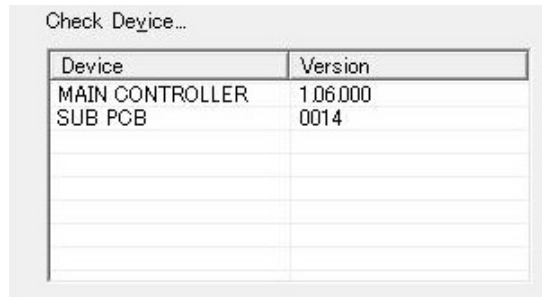 Check Device...
Device Version
MAIN CONTROLLER 1.06.000
SUB PCB 0014